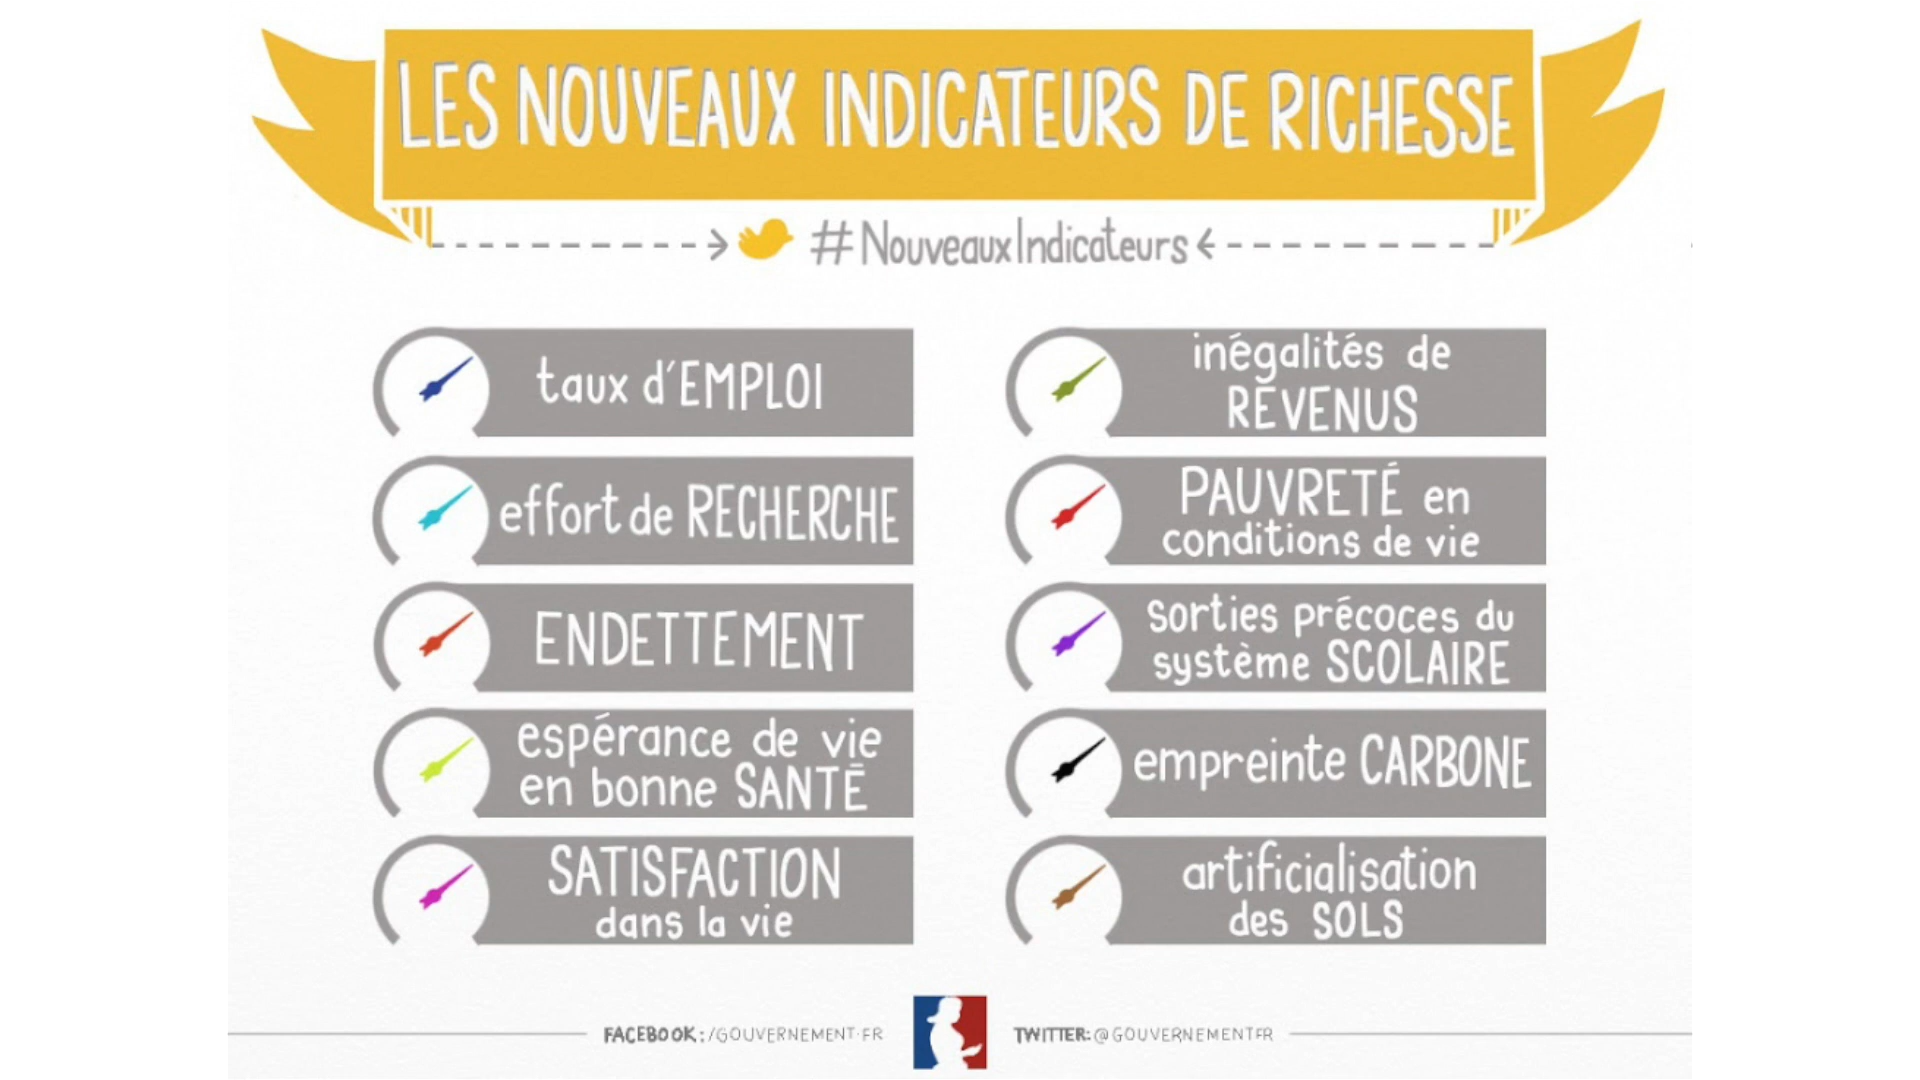 LES NOUVEAUX INDICATEURS DE RICHESSE
#NouveauxIndicateurs
taux d'EMPLOI
effort de RECHERCHE
ENDETTEMENT
espérance de vie
en bonne SANTÉ
SATISFACTION
dans la vie
inégalités de
REVENUS
PAUVRETÉ en
conditions de vie
sorties précoces du
système SCOLAIRE
empreinte CARBONE
artificialisation
des SOLS
FACEBOOK: /GOUVERNEMENT.FR
TWITTER: @GOUVERNEMENTFR